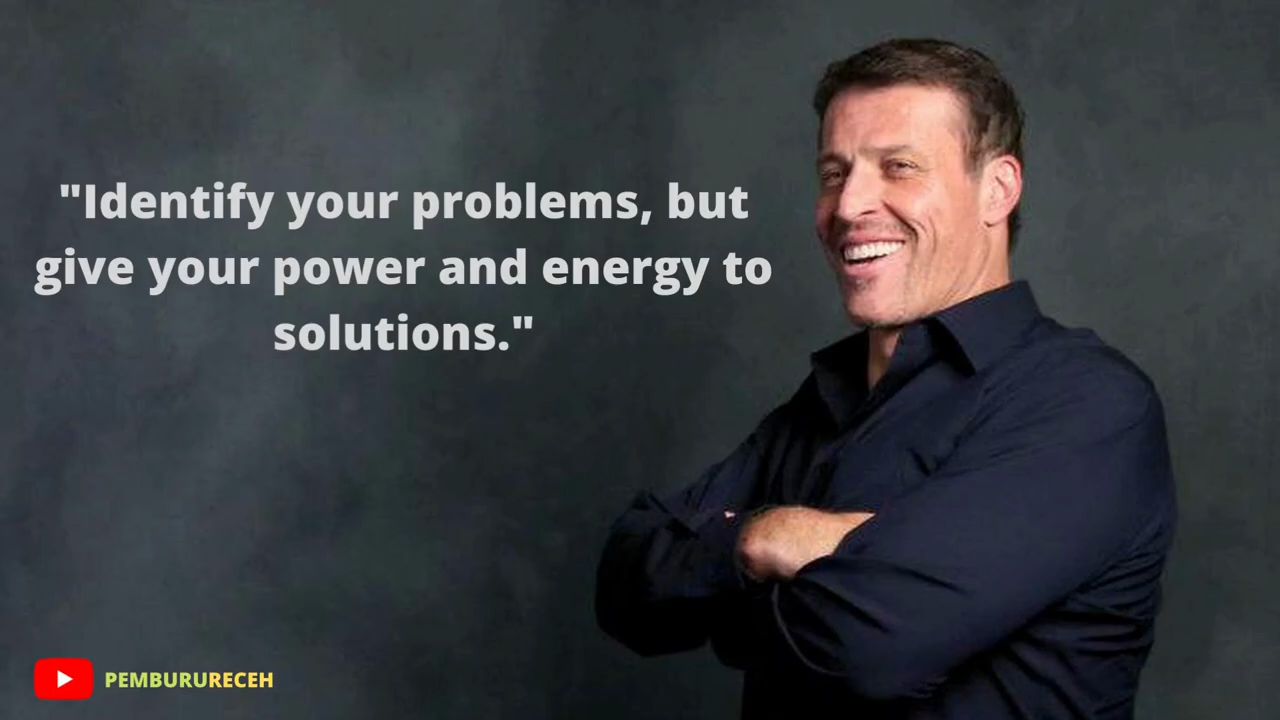 "Identify your problems, but
give your power and energy to
solutions."
PEMBURURECEH